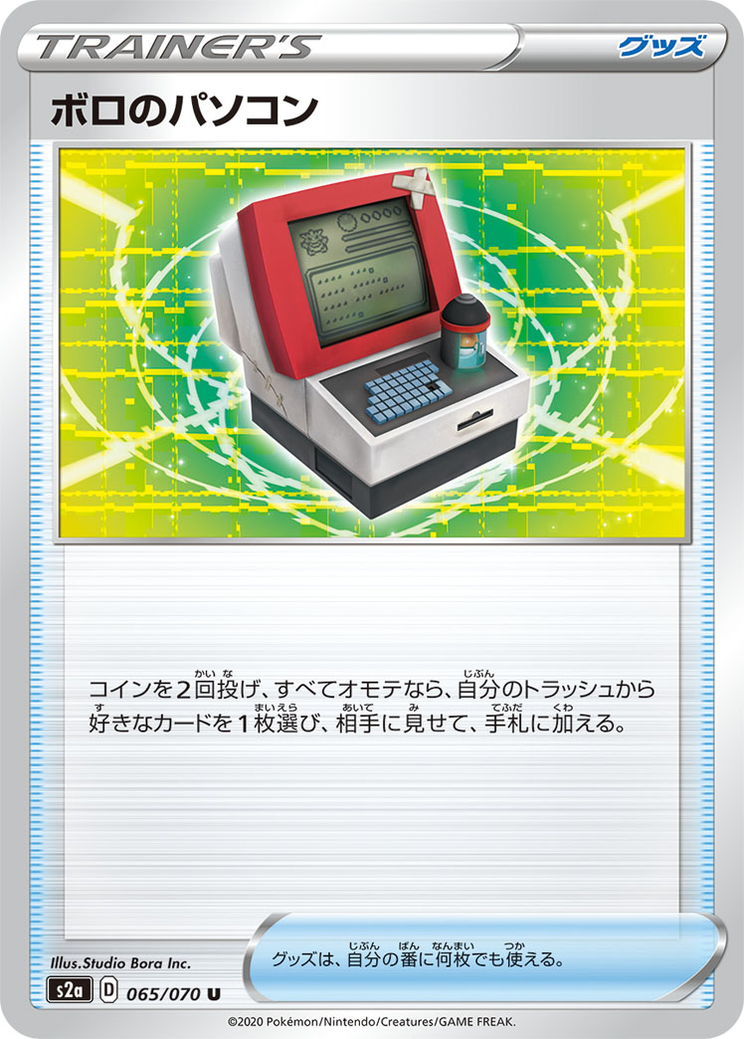 TRAINER'S
グッズ
ボロのパソコン
コインを2回投げ、すべてオモテなら、自分のトラッシュから
好きなカードを1枚選び、相手に見せて、手札に加える。
Illus.Studio Bora Inc.
グッズは、自分の番に何枚でも使える。
s2a D 065/070 U
©2020 Pokémon/Nintendo/Creatures/GAME FREAK.